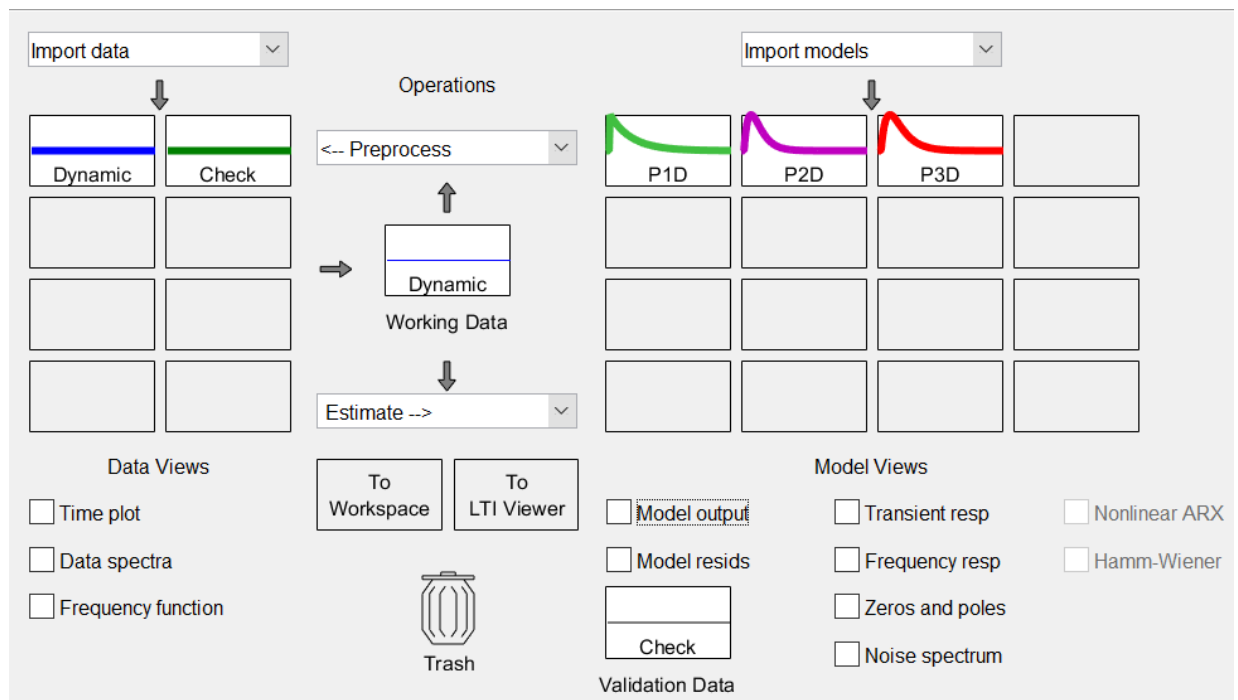 Import data
Import models
Operations
Dynamic
Check
<-- Preprocess
P1D
P2D
P3D
Dynamic
Working Data
Estimate -->
Data Views
To
Workspace
To
LTI Viewer
Model Views
Time plot
Data spectra
Frequency function
Trash
Model output
Model resids
Check
Validation Data
Transient resp
Frequency resp
Zeros and poles
Noise spectrum
Nonlinear ARX
Hamm-Wiener